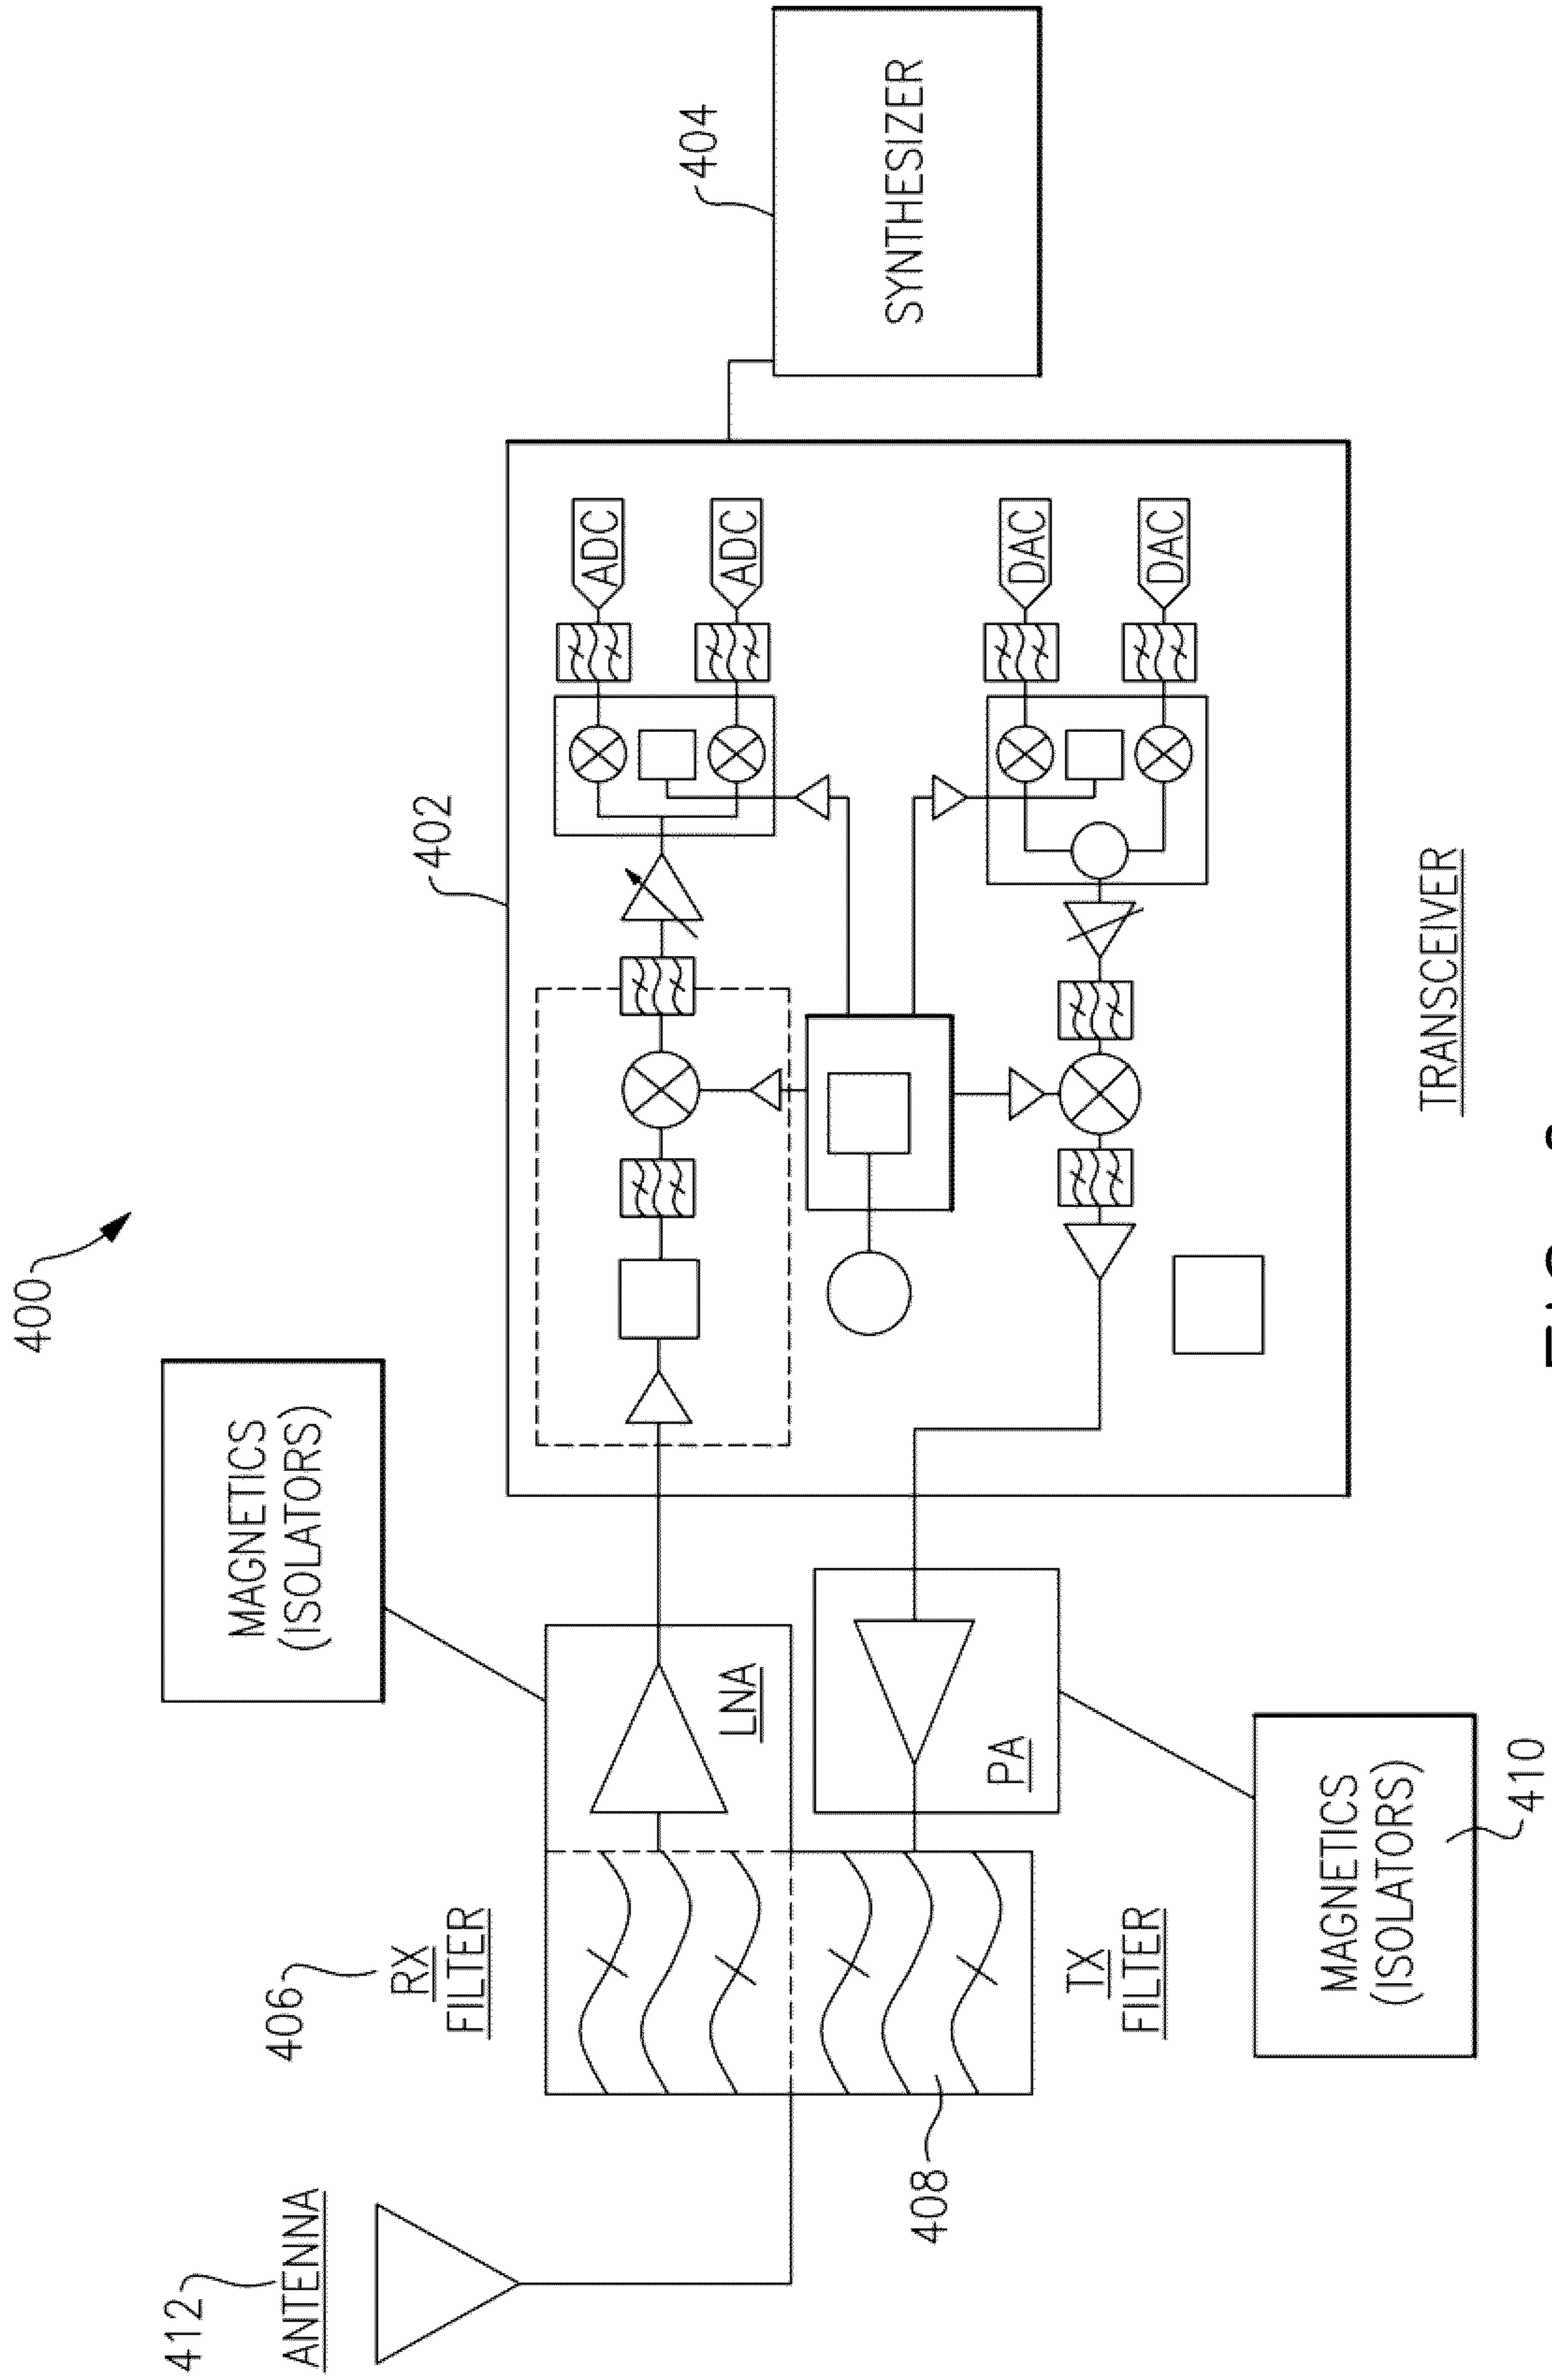 400
MAGNETICS
(ISOLATORS)
402
404
SYNTHESIZER
412
ANTENNA
406
RX
FILTER
LNA
ADC
ADC
408
TX
FILTER
PA
DAC
DAC
MAGNETICS
(ISOLATORS)
410
TRANSCEIVER